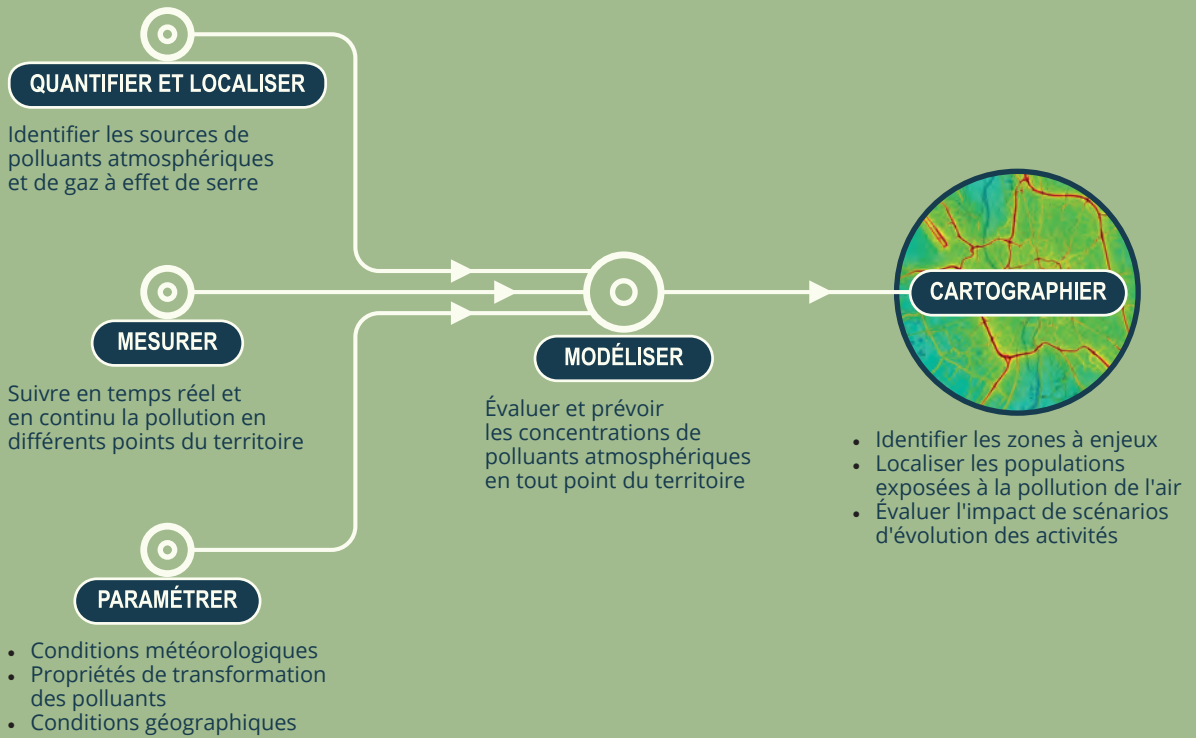 QUANTIFIER ET LOCALISER
Identifier les sources de
polluants atmosphériques
et de gaz à effet de serre
MESURER
Suivre en temps réel et
en continu la pollution en
différents points du territoire
PARAMÉTRER
• Conditions météorologiques
• Propriétés de transformation
des polluants
• Conditions géographiques
MODÉLISER
Évaluer et prévoir
les concentrations de
polluants atmosphériques
en tout point du territoire
CARTOGRAPHIER
• Identifier les zones à enjeux
• Localiser les populations
exposées à la pollution de l'air
• Évaluer l'impact de scénarios
d'évolution des activités